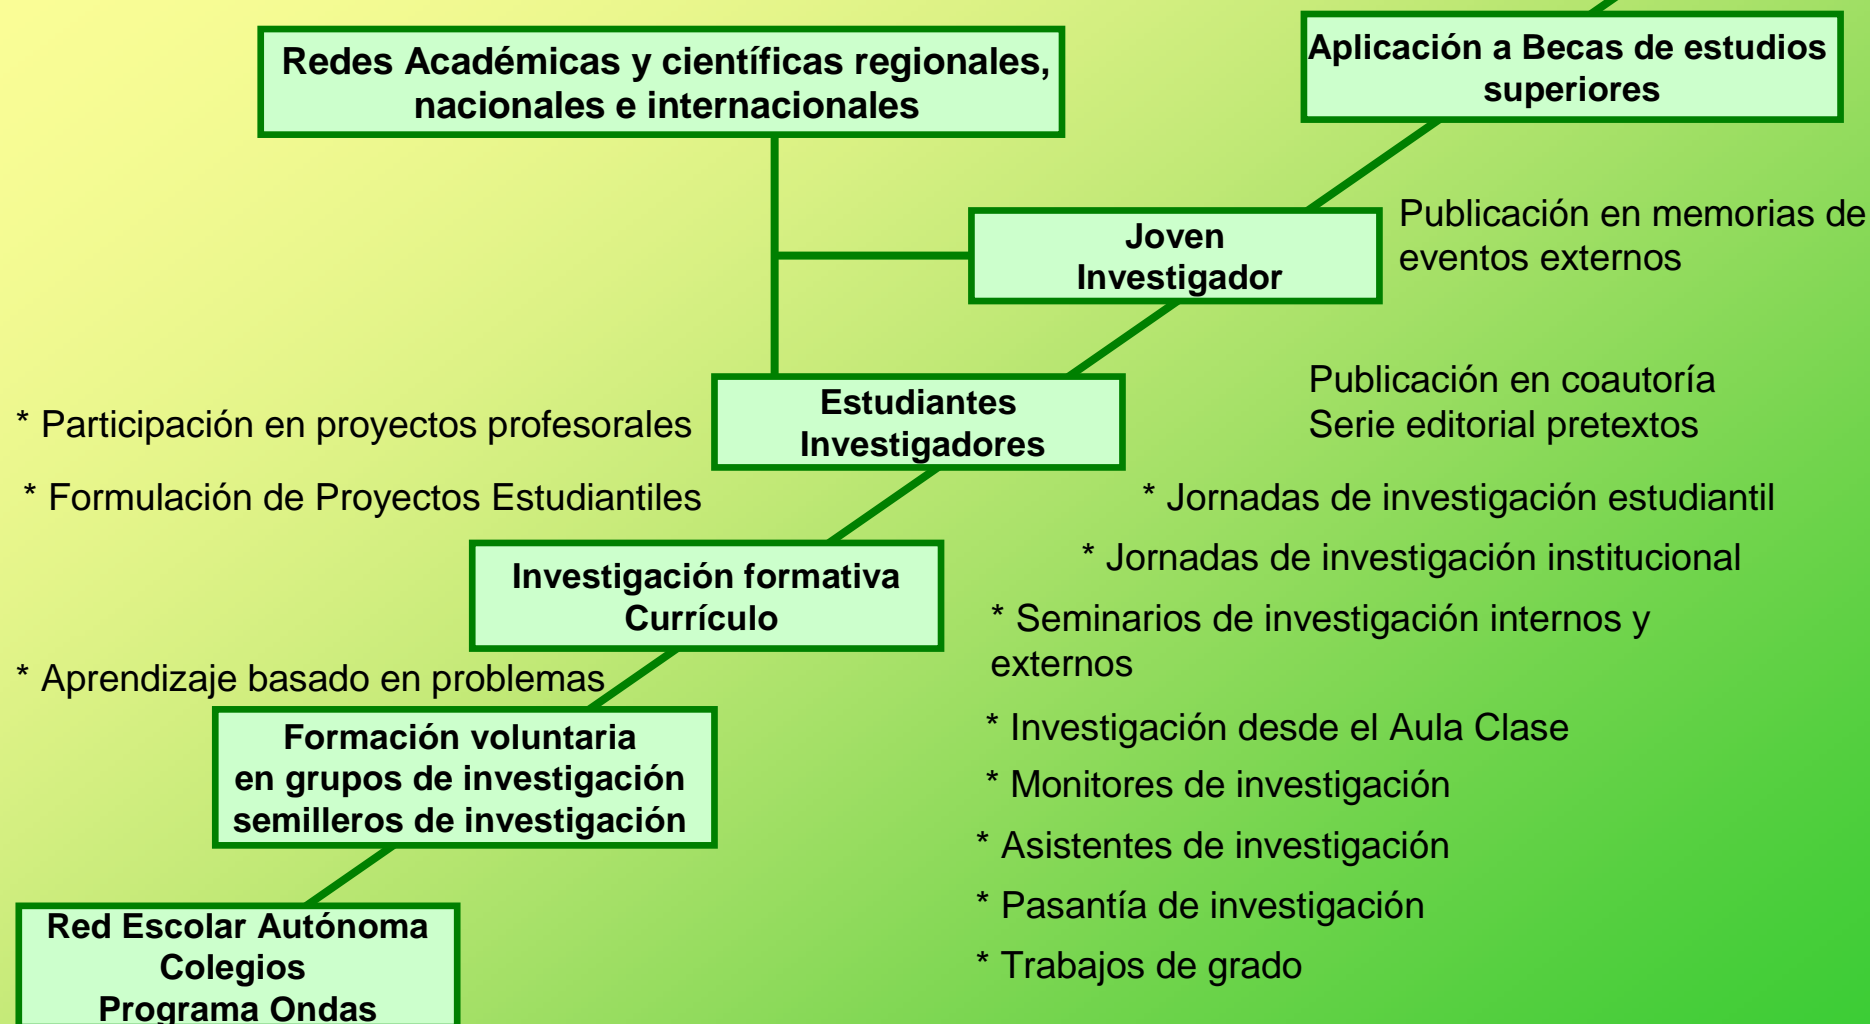 Redes Académicas y científicas regionales,
nacionales e internacionales
Aplicación a Becas de estudios
superiores
Joven
Investigador
Publicación en memorias de
eventos externos
Estudiantes
Investigadores
Publicación en coautoría
Serie editorial pretextos
* Participación en proyectos profesorales
* Formulación de Proyectos Estudiantiles
* Jornadas de investigación estudiantil
* Jornadas de investigación institucional
Investigación formativa
Currículo
* Seminarios de investigación internos y
externos
* Aprendizaje basado en problemas
Formación voluntaria
en grupos de investigación
semilleros de investigación
* Investigación desde el Aula Clase
* Monitores de investigación
* Asistentes de investigación
* Pasantía de investigación
* Trabajos de grado
Red Escolar Autónoma
Colegios
Programa Ondas